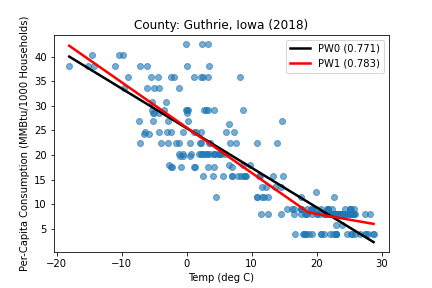 County: Guthrie, Iowa (2018)
PW0 (0.771)
PW1 (0.783)
Per-Capita Consumption (MMBtu/1000 Households)
40
35
30
25
20
15
10
5
−20 −10 0 10 20 30
Temp (deg C)